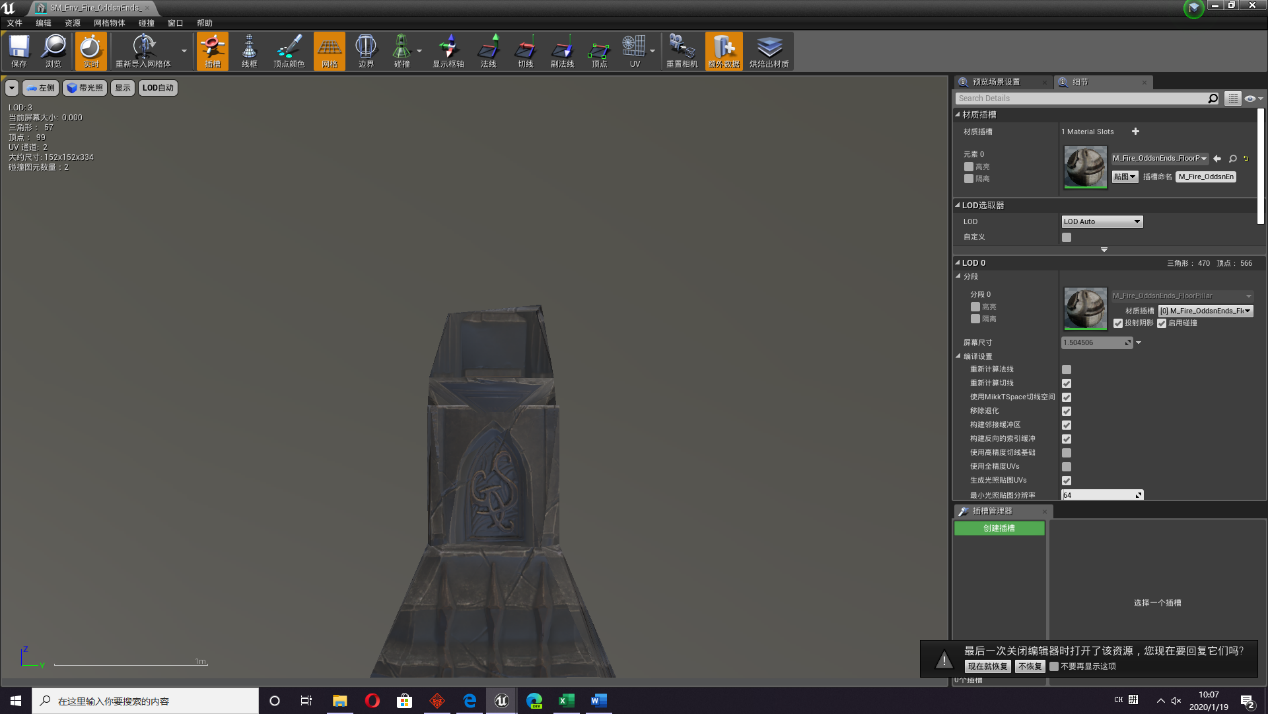 SM_Env_Fire_OddsnEnds_
文件 编辑 资源 网格物体 碰撞 窗口 帮助
保存 浏览 实时 重新导入网格体 插槽 线框 顶点颜色 网格 边界 碰撞 显示枢轴 法线 切线 副法线 顶点 UV 重置相机 额外数据 烘焙出材质
左侧 带光照 显示 LOD自动
LOD: 3
当前屏幕大小: 0.000
三角形: 57
顶点: 99
UV 通道: 2
大约尺寸: 152x152x334
碰撞图元数量: 2
Z
Y
1m
预览场景设置 细节
Search Details
材质插槽
材质插槽 1 Material Slots
元素 0
高亮
隔离
M_Fire_OddsnEnds_FloorP
贴图 插槽命名 M_Fire_OddsnEn
LOD选取器
LOD LOD Auto
自定义
LOD 0 三角形: 470 顶点: 566
分段
分段 0
高亮
隔离
M_Fire_OddsnEnds_FloorPillar
材质插槽 [0] M_Fire_OddsnEnds_Flo
投射阴影 启用碰撞
屏幕尺寸 1.504506
编译设置
重新计算法线
重新计算切线
使用MikkTSpace切线空间
移除退化
构建邻接缓冲区
构建反向的索引缓冲
使用高精度切线基础
使用全精度UVs
生成光照贴图UVs
最小光照贴图分辨率 64
插槽管理器
创建插槽
选择一个插槽
0个插槽
最后一次关闭编辑器时打开了该资源，您现在要回复它们吗?
现在就恢复 不恢复 不要再显示这项
在这里输入你要搜索的内容
10:07
2020/1/19
2